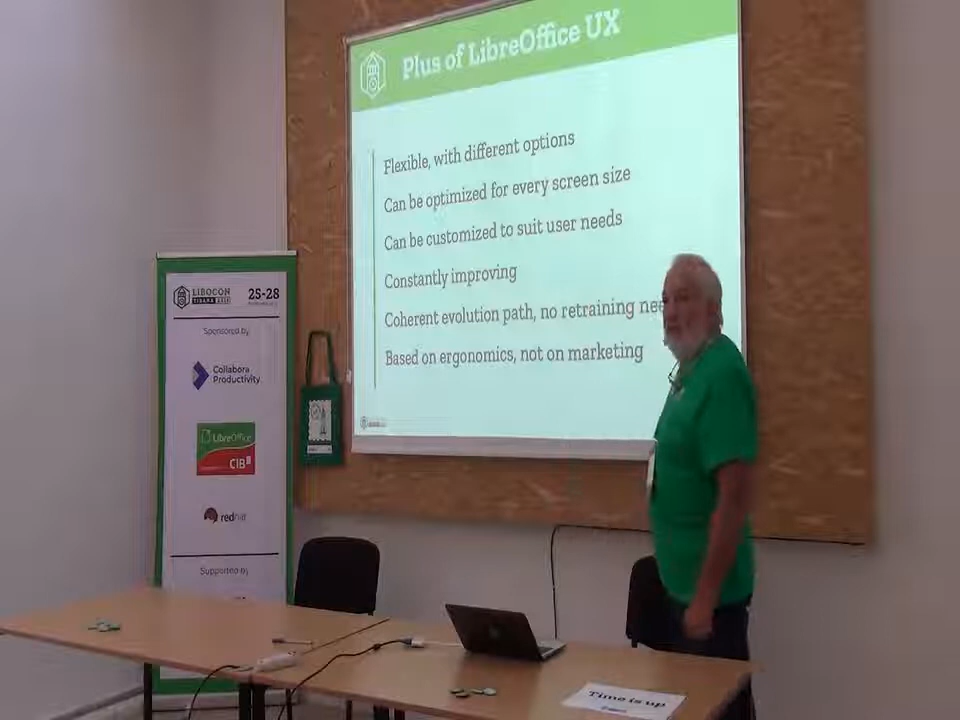 Plus of LibreOffice UX
Flexible, with different options
Can be optimized for every screen size
Can be customized to suit user needs
Constantly improving
Coherent evolution path, no retraining nee
Based on ergonomics, not on marketing
LIBOCON
25-28
Sponsored by
Collabora
Productivity
LibreOffice
CIB
redhat
Supported by
Time is up